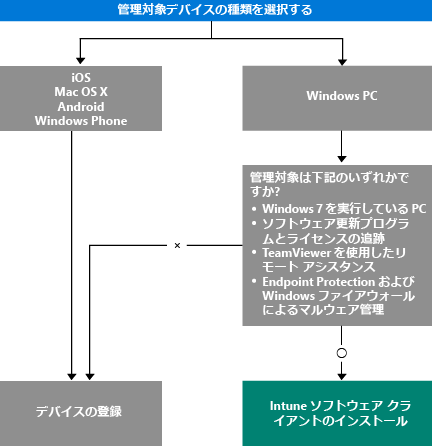 管理対象デバイスの種類を選択する
iOS
Mac OS X
Android
Windows Phone
Windows PC
管理対象は下記のいずれかで
すか?
• Windows 7 を実行している PC
• ソフトウェア更新プログラ
ムとライセンスの追跡
• TeamViewer を使用したリ
モート アシスタンス
• Endpoint Protection および
Windows ファイアウォール
によるマルウェア管理
×
○
デバイスの登録
Intune ソフトウェア クラ
イアントのインストール